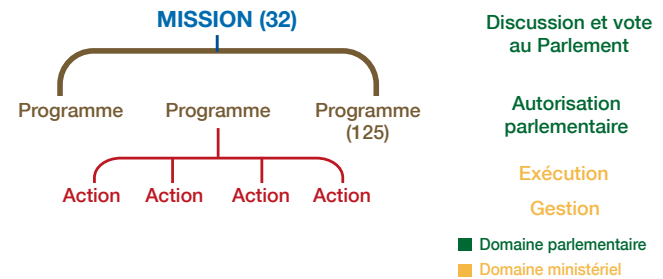 MISSION (32)
Discussion et vote
au Parlement
Programme Programme Programme
(125)
Autorisation
parlementaire
Action Action Action Action
Exécution
Gestion
Domaine parlementaire
Domaine ministériel